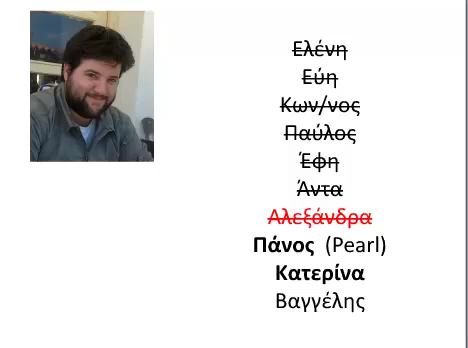 Ελένη
Εύη
Κων/νος
Παύλος
Έφη
Άντα
Αλεξάνδρα
Πάνος (Pearl)
Κατερίνα
Βαγγέλης